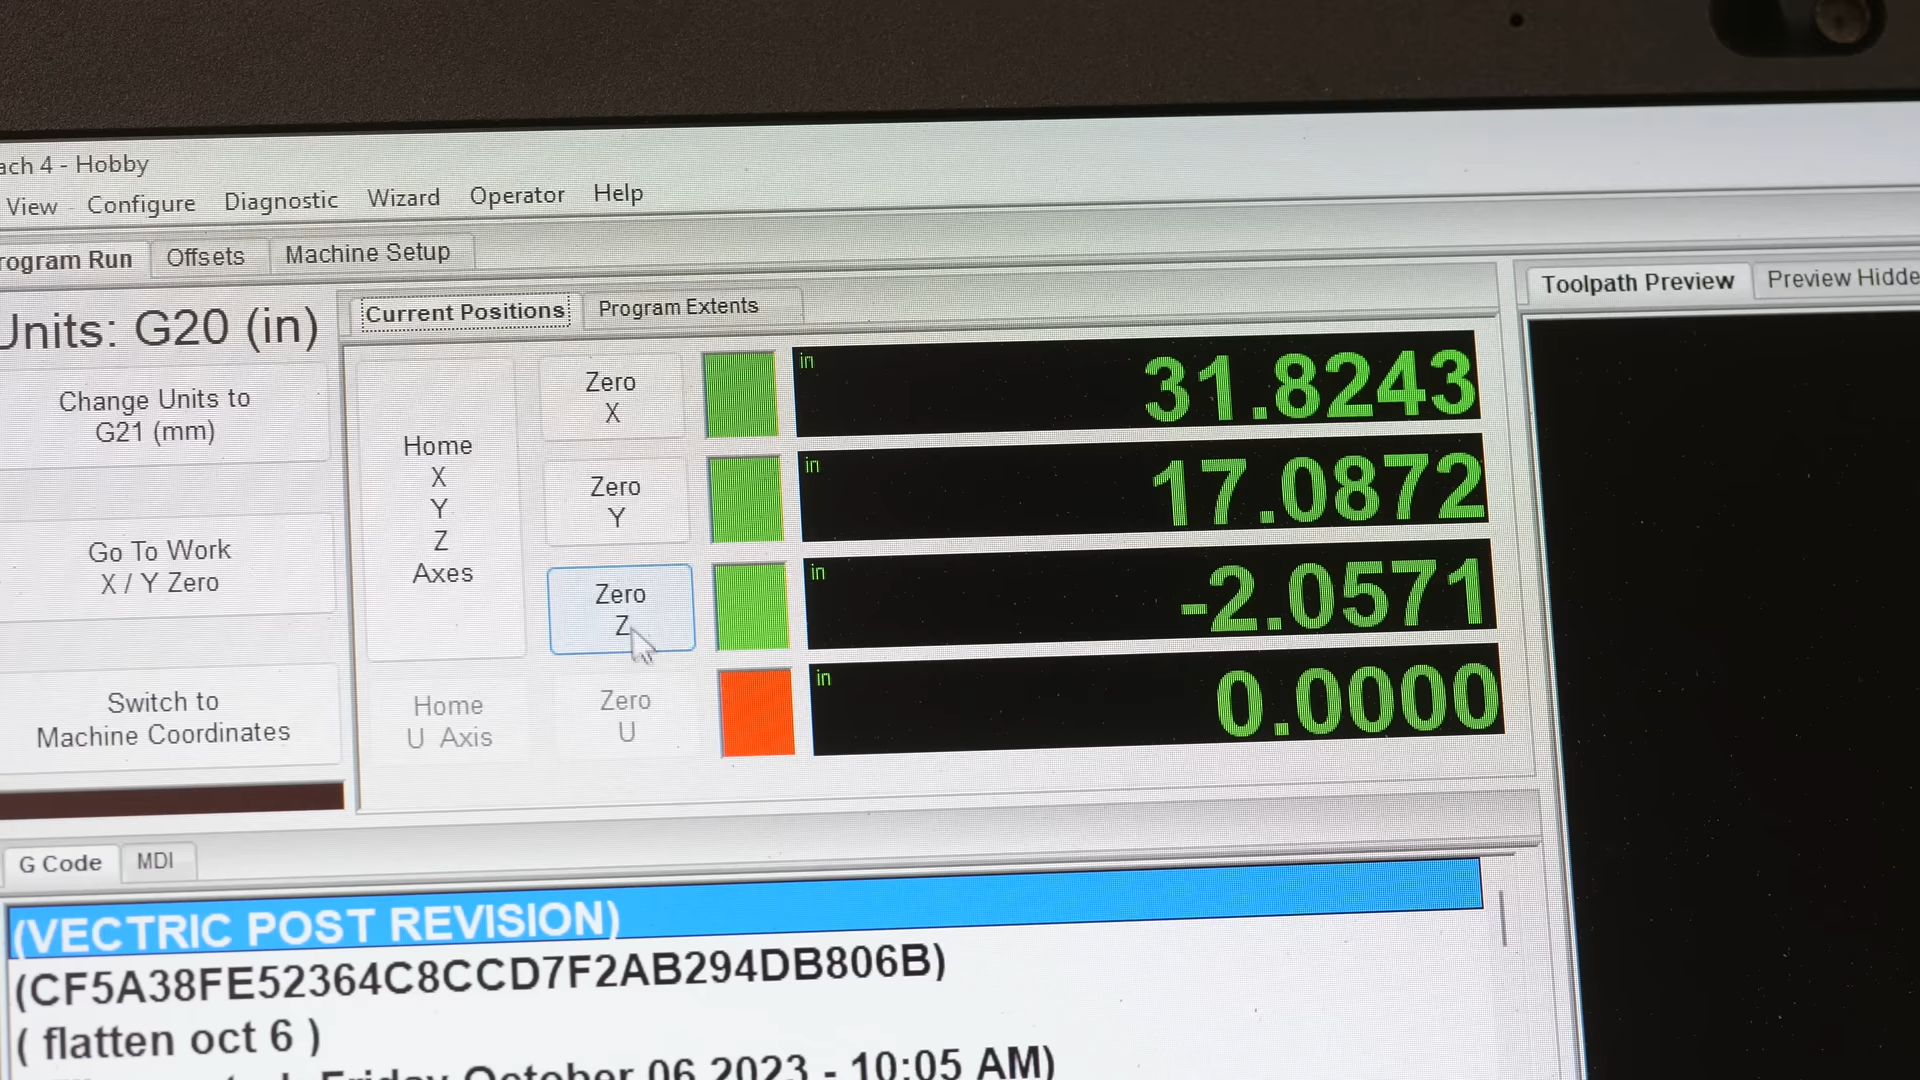 ach 4 - Hobby
View Configure Diagnostic Wizard Operator Help
rogram Run Offsets Machine Setup
Units: G20 (in)
Change Units to
G21 (mm)
Go To Work
X / Y Zero
Switch to
Machine Coordinates
Current Positions Program Extents
Home
X
Y
Z
Axes
Home
U Axis
Zero
X
in 31.8243
Zero
Y
in 17.0872
Zero
Z
in -2.0571
Zero
U
in 0.0000
Toolpath Preview Preview Hidde
G Code MDI
(VECTRIC POST REVISION)
(CF5A38FE52364C8CCD7F2AB294DB806B)
( flatten oct 6 )
Friday October 06 2023 - 10:05 AM)